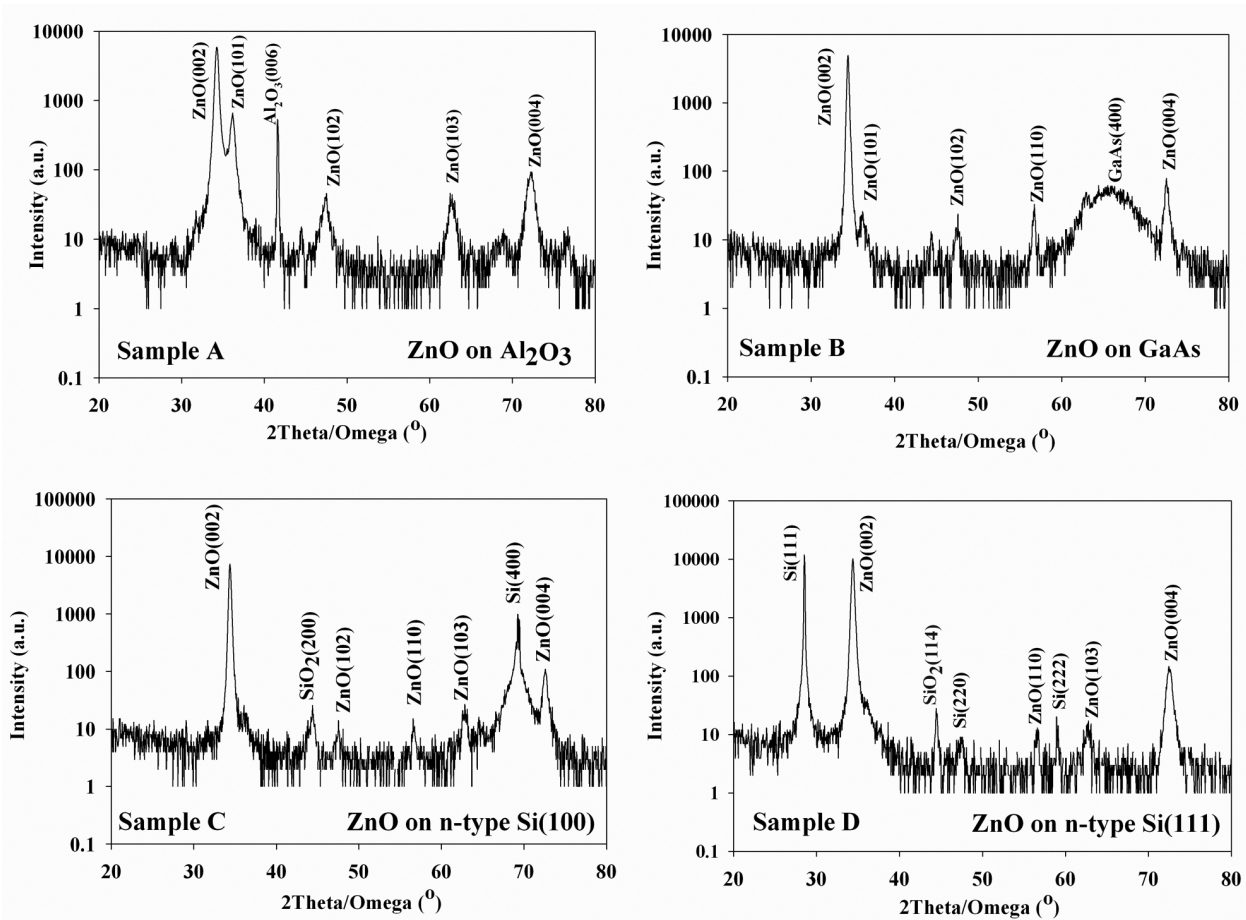 10000
1000
100
10
1
0.1
Intensity (a.u.)
ZnO(002)
ZnO(101)
Al2O3(006)
ZnO(102)
ZnO(103)
ZnO(004)
Sample A
ZnO on Al2O3
20 30 40 50 60 70 80
2Theta/Omega (o)
10000
1000
100
10
1
0.1
Intensity (a.u.)
ZnO(002)
ZnO(101)
ZnO(102)
ZnO(110)
GaAs(400)
ZnO(004)
Sample B
ZnO on GaAs
20 30 40 50 60 70 80
2Theta/Omega (o)
100000
10000
1000
100
10
1
0.1
Intensity (a.u.)
ZnO(002)
SiO2(200)
ZnO(102)
ZnO(110)
ZnO(103)
Si(400)
ZnO(004)
Sample C
ZnO on n-type Si(100)
20 30 40 50 60 70 80
2Theta/Omega (o)
100000
10000
1000
100
10
1
0.1
Intensity (a.u.)
Si(111)
ZnO(002)
SiO2(114)
Si(220)
ZnO(110)
Si(222)
ZnO(103)
ZnO(004)
Sample D
ZnO on n-type Si(111)
20 30 40 50 60 70 80
2Theta/Omega (o)